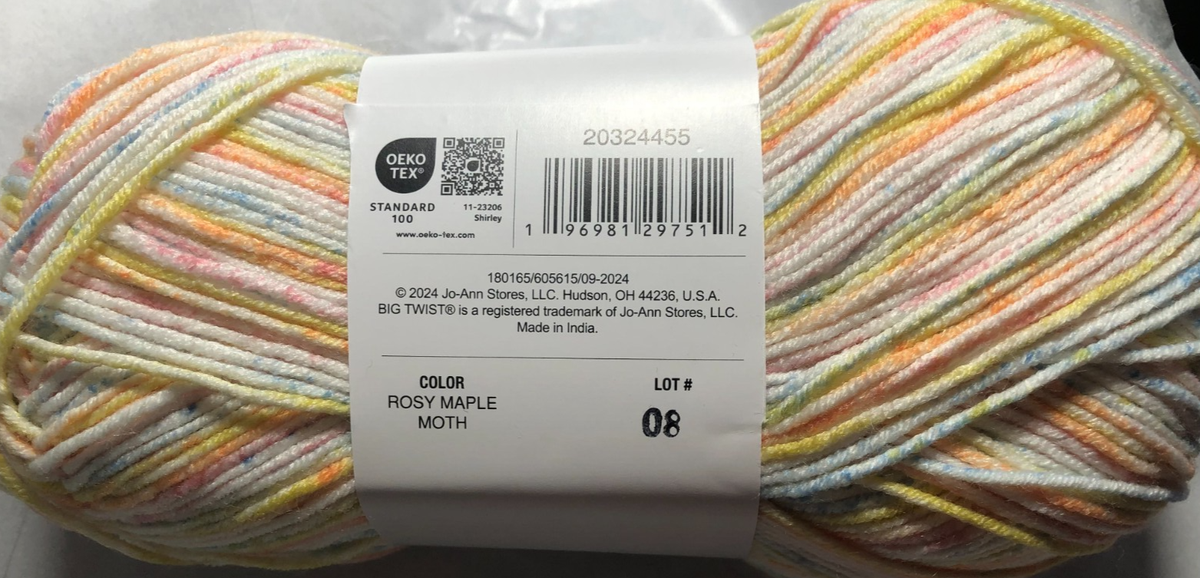 OEKO
TEX®
STANDARD
100
11-23206
Shirley
www.oeko-tex.com
20324455
1 96981 29751 2
180165/605615/09-2024
© 2024 Jo-Ann Stores, LLC. Hudson, OH 44236, U.S.A.
BIG TWIST® is a registered trademark of Jo-Ann Stores, LLC.
Made in India.
COLOR
ROSY MAPLE
MOTH
LOT #
08